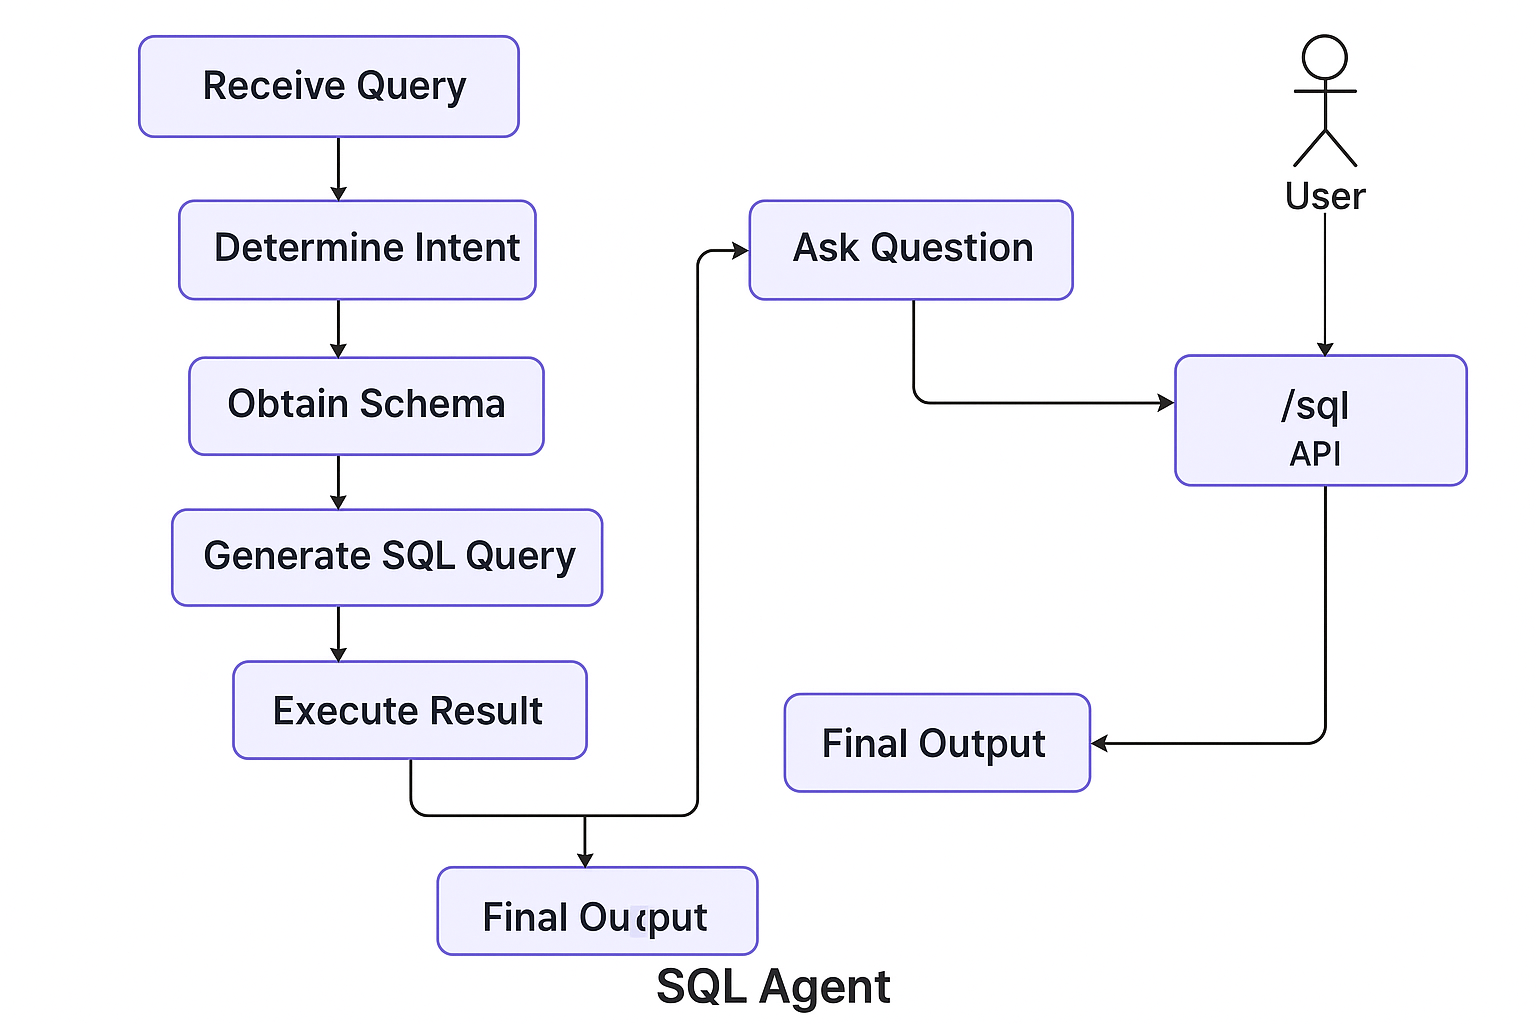 Receive Query
Determine Intent
Obtain Schema
Generate SQL Query
Execute Result
Final Output
Ask Question
Final Output
User
/sql
API
SQL Agent